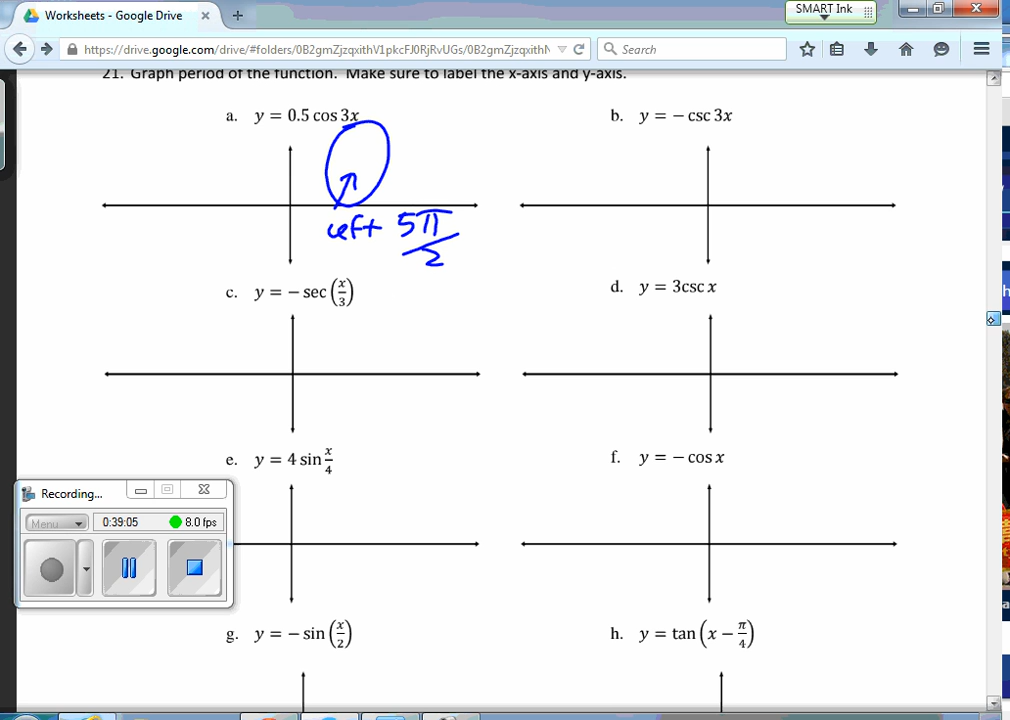 Worksheets - Google Drive
SMART Ink
https://drive.google.com/drive/#folders/0B2gmZjzqxithV1pkcFJ0RjRvUGs/0B2gmZjzqxithN
Search
21. Graph period of the function. Make sure to label the x-axis and y-axis.
a. y = 0.5 cos 3x
b. y = − csc 3x
left 5π/2
c. y = − sec (x/3)
d. y = 3csc x
e. y = 4 sin x/4
f. y = − cos x
Recording...
Menu
0:39:05
8.0 fps
g. y = − sin (x/2)
h. y = tan (x − π/4)